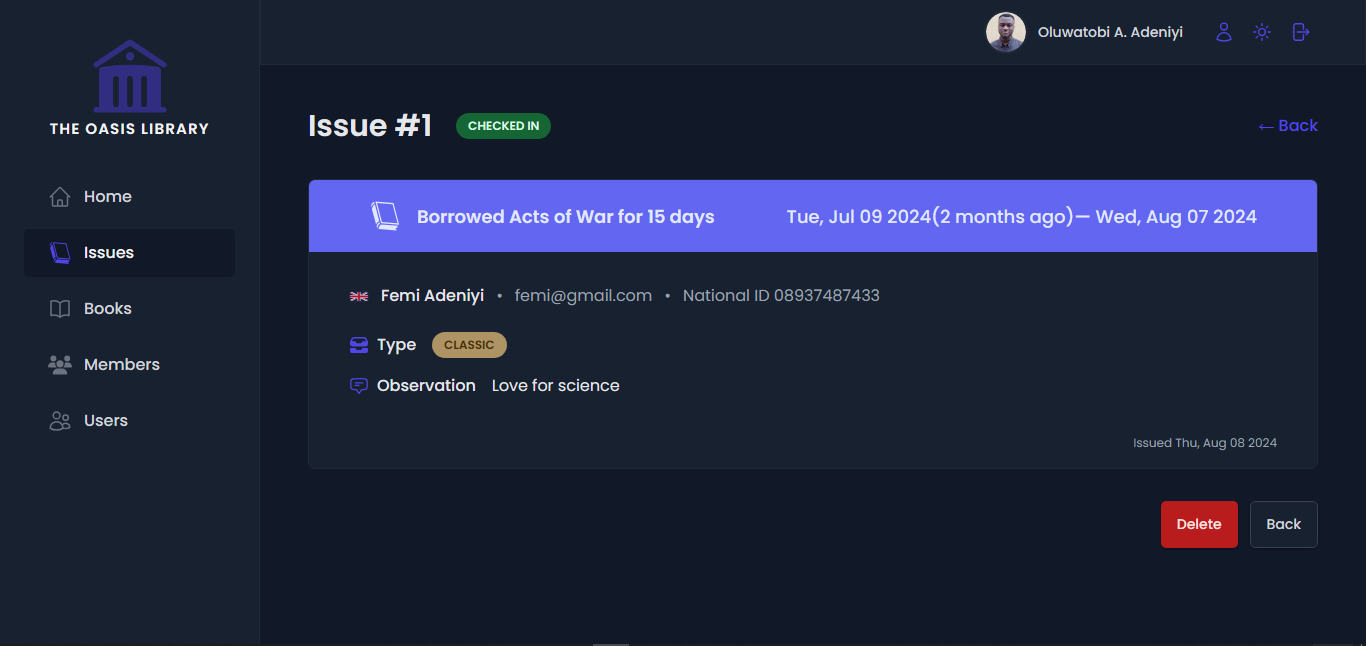 Oluwatobi A. Adeniyi
THE OASIS LIBRARY
Home
Issues
Books
Members
Users
Issue #1 CHECKED IN
← Back
Borrowed Acts of War for 15 days Tue, Jul 09 2024(2 months ago)— Wed, Aug 07 2024
Femi Adeniyi • femi@gmail.com • National ID 08937487433
Type CLASSIC
Observation Love for science
Issued Thu, Aug 08 2024
Delete Back